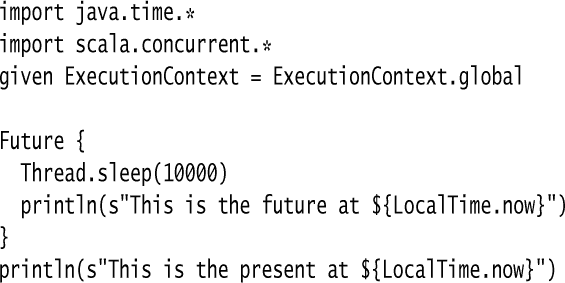 import java.time.*
import scala.concurrent.*
given ExecutionContext = ExecutionContext.global

Future {
  Thread.sleep(10000)
  println(s"This is the future at ${LocalTime.now}")
}
println(s"This is the present at ${LocalTime.now}")